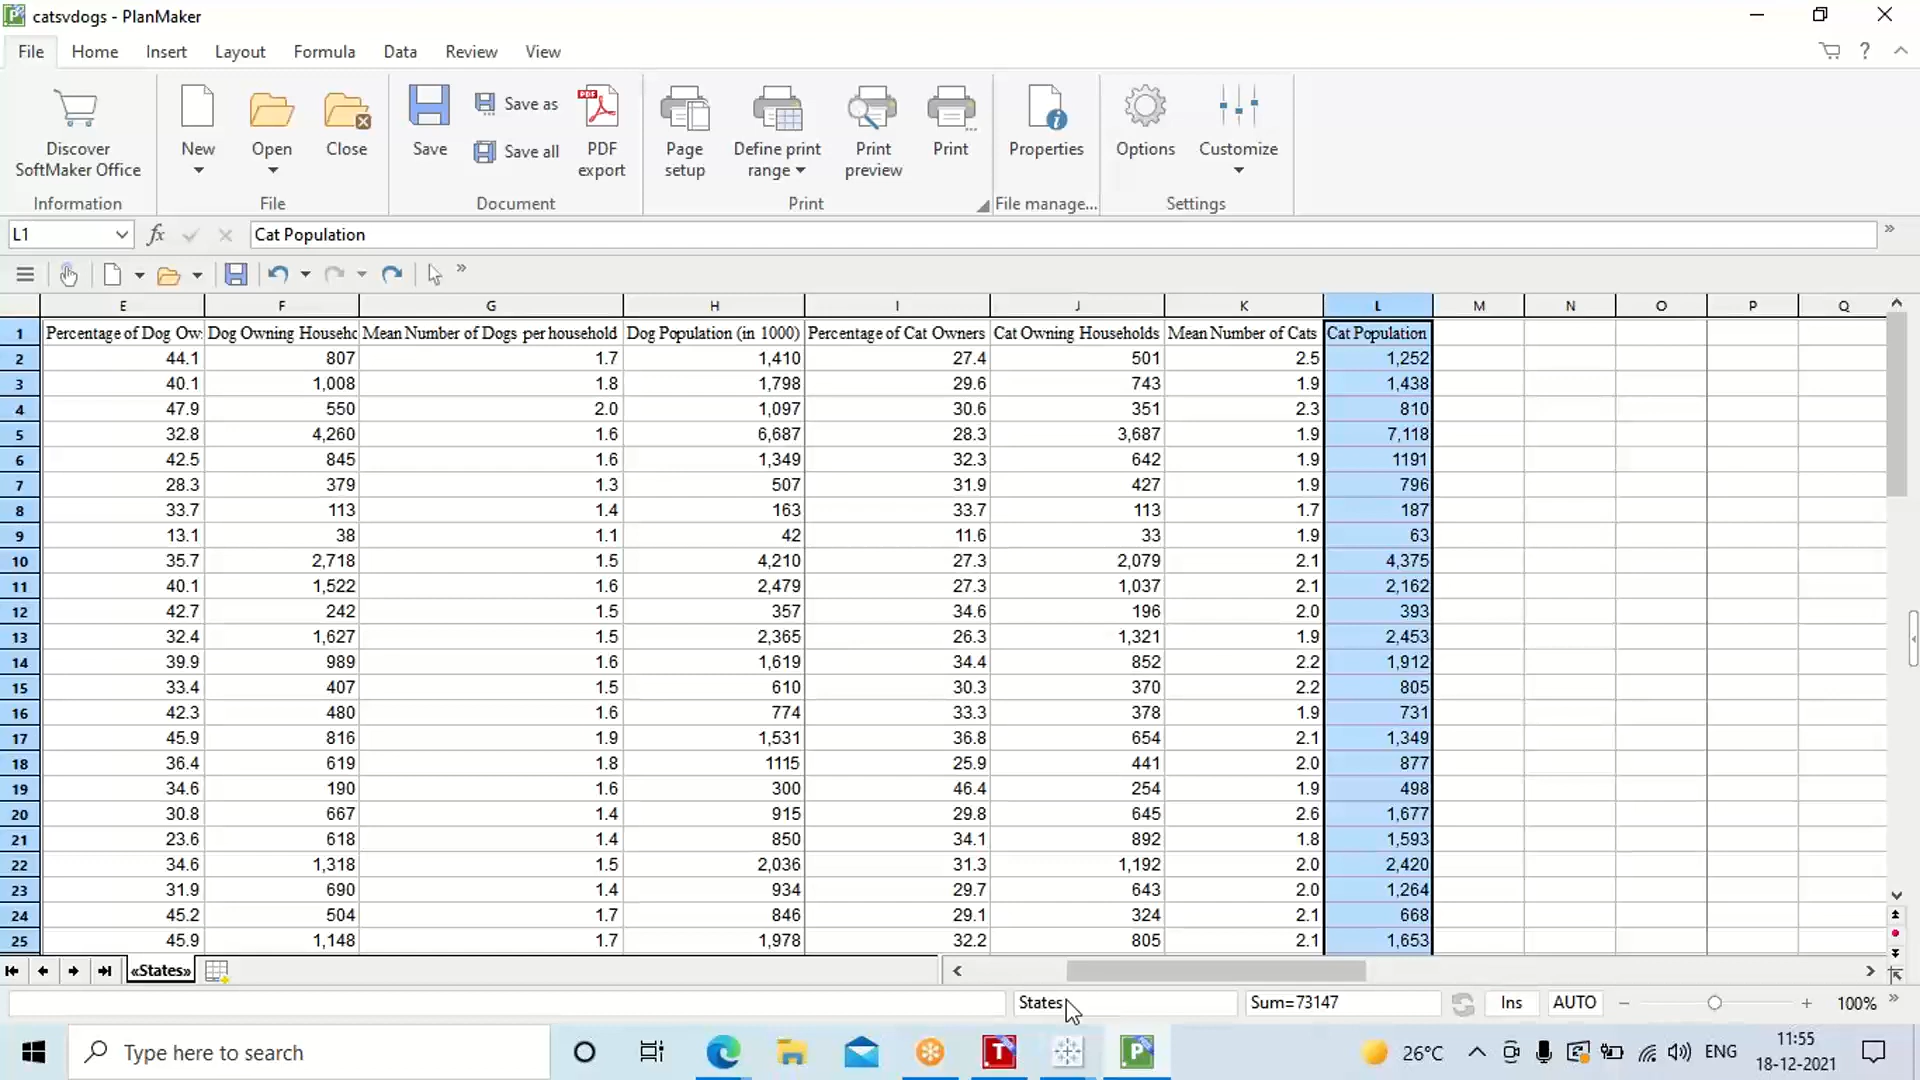 catsvdogs - PlanMaker
File Home Insert Layout Formula Data Review View
Discover SoftMaker Office
New
Open
Close
Save
Save as
Save all
PDF export
Page setup
Define print range
Print preview
Print
Properties
Options
Customize
Information File Document Print File manage... Settings
L1 fx Cat Population
E F G H I J K L M N O P Q
1 Percentage of Dog Ow Dog Owning Househo Mean Number of Dogs per household Dog Population (in 1000) Percentage of Cat Owners Cat Owning Households Mean Number of Cats Cat Population
2 44.1 807 1.7 1,410 27.4 501 2.5 1,252
3 40.1 1,008 1.8 1,798 29.6 743 1.9 1,438
4 47.9 550 2.0 1,097 30.6 351 2.3 810
5 32.8 4,260 1.6 6,687 28.3 3,687 1.9 7,118
6 42.5 845 1.6 1,349 32.3 642 1.9 1191
7 28.3 379 1.3 507 31.9 427 1.9 796
8 33.7 113 1.4 163 33.7 113 1.7 187
9 13.1 38 1.1 42 11.6 33 1.9 63
10 35.7 2,718 1.5 4,210 27.3 2,079 2.1 4,375
11 40.1 1,522 1.6 2,479 27.3 1,037 2.1 2,162
12 42.7 242 1.5 357 34.6 196 2.0 393
13 32.4 1,627 1.5 2,365 26.3 1,321 1.9 2,453
14 39.9 989 1.6 1,619 34.4 852 2.2 1,912
15 33.4 407 1.5 610 30.3 370 2.2 805
16 42.3 480 1.6 774 33.3 378 1.9 731
17 45.9 816 1.9 1,531 36.8 654 2.1 1,349
18 36.4 619 1.8 1115 25.9 441 2.0 877
19 34.6 190 1.6 300 46.4 254 1.9 498
20 30.8 667 1.4 915 29.8 645 2.6 1,677
21 23.6 618 1.4 850 34.1 892 1.8 1,593
22 34.6 1,318 1.5 2,036 31.3 1,192 2.0 2,420
23 31.9 690 1.4 934 29.7 643 2.0 1,264
24 45.2 504 1.7 846 29.1 324 2.1 668
25 45.9 1,148 1.7 1,978 32.2 805 2.1 1,653
«States»
States Sum=73147 Ins AUTO 100%
Type here to search
26°C ENG 11:55
18-12-2021